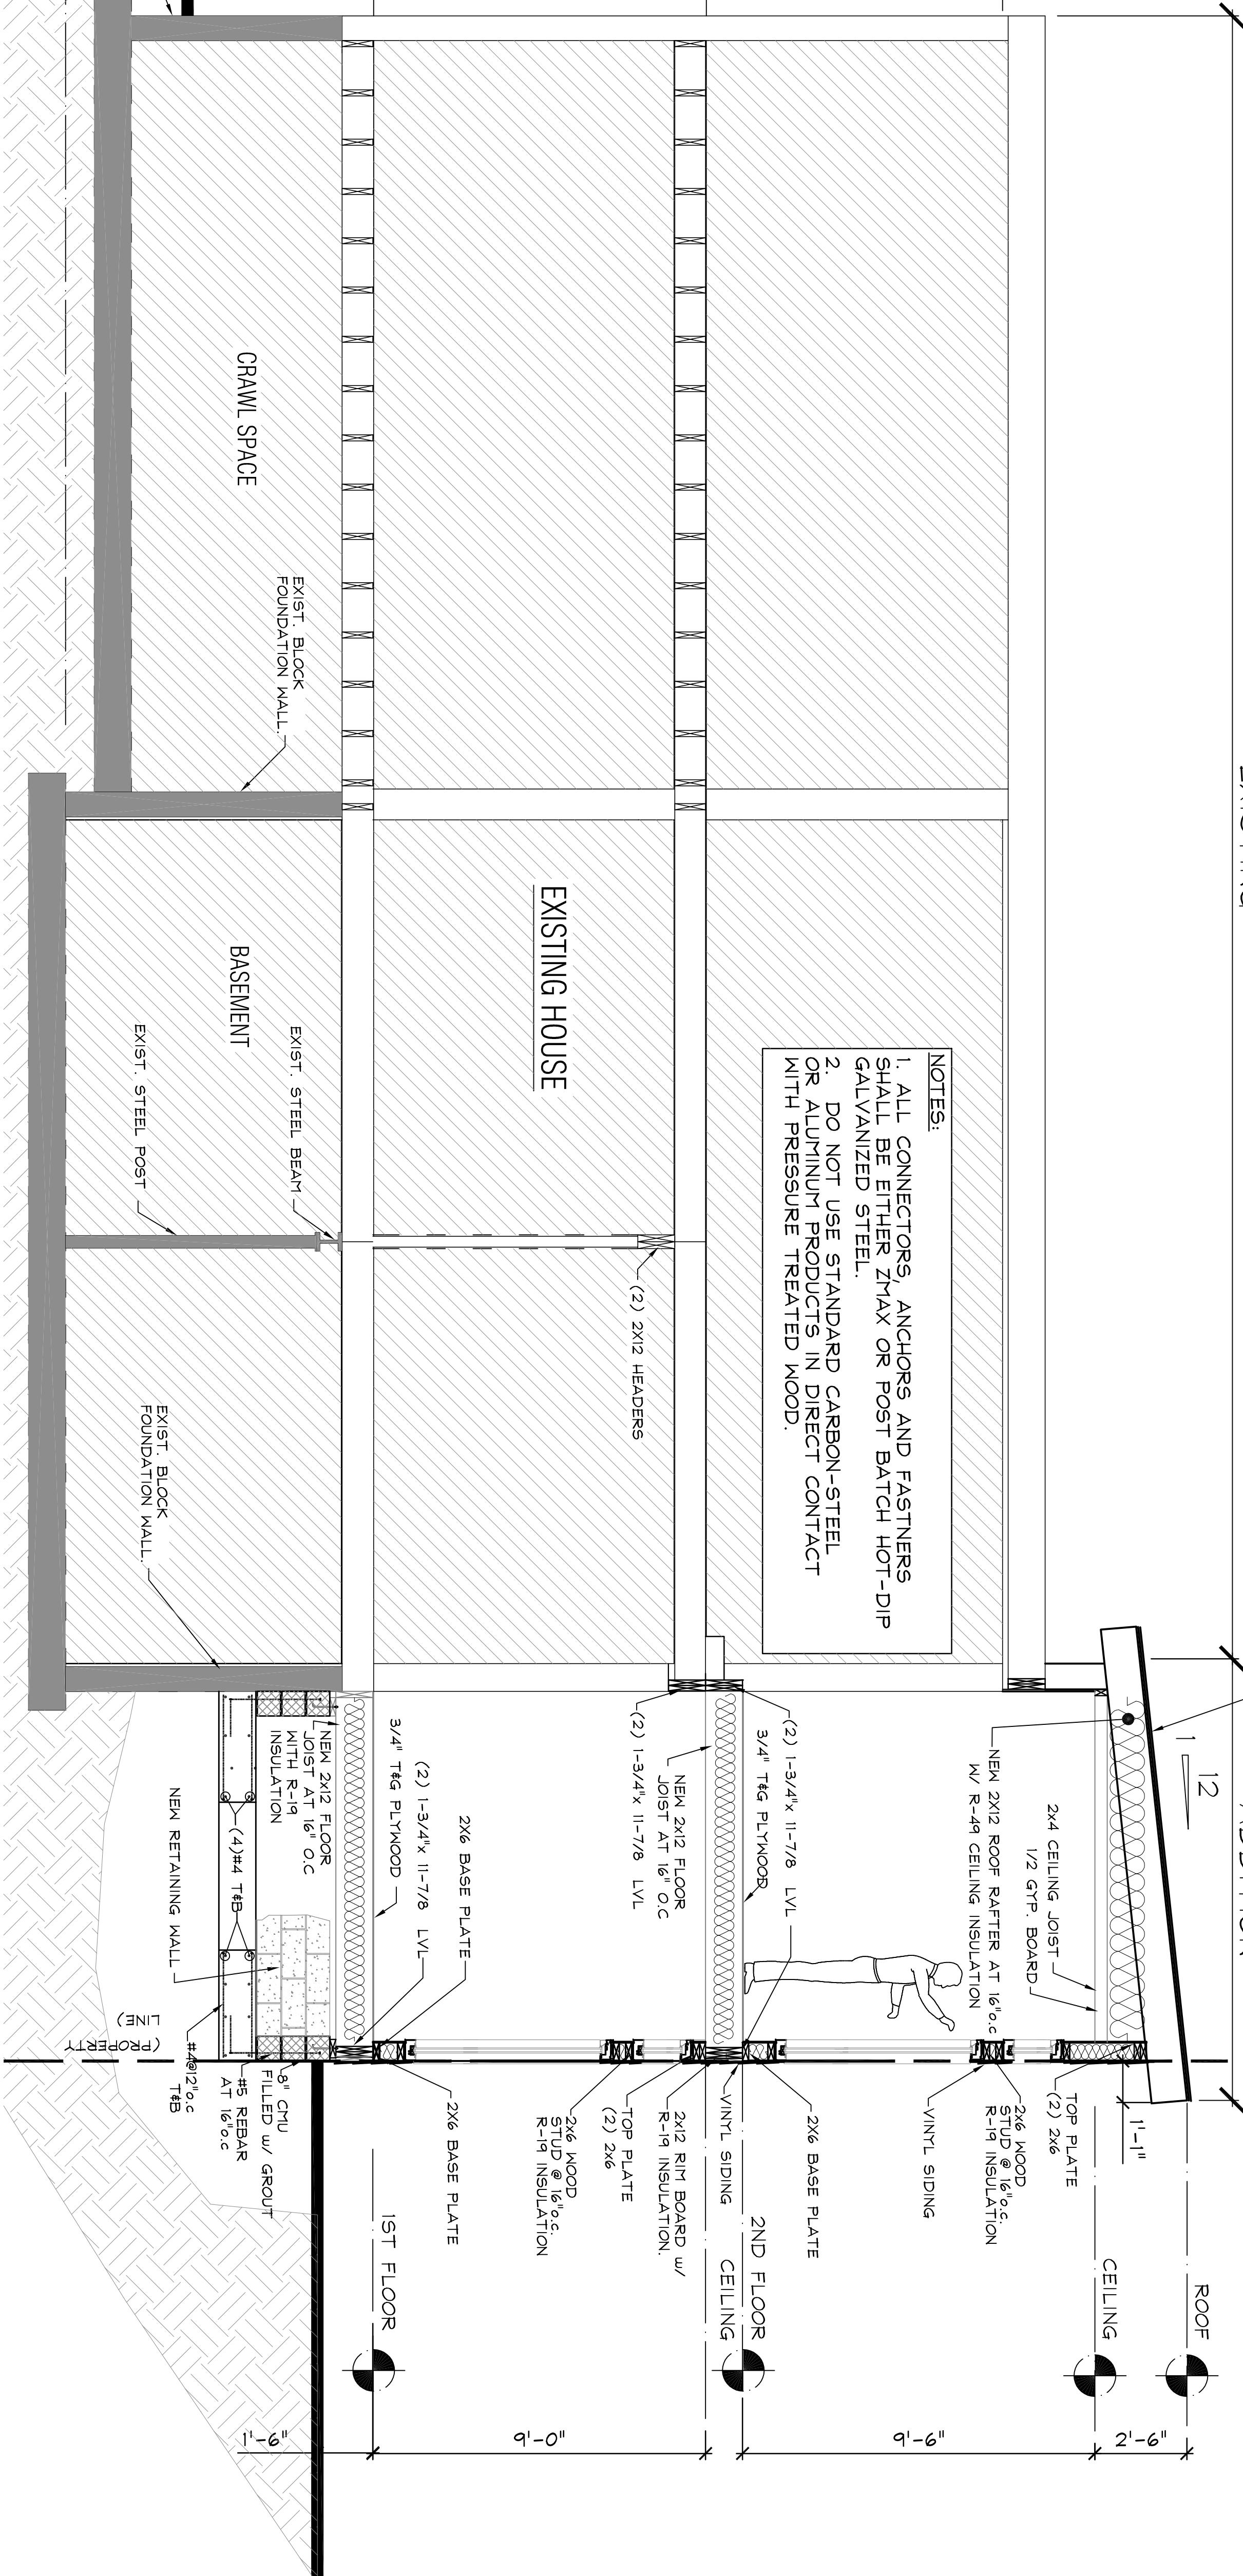 EXISTING
ADDITION
ROOF
CEILING
2ND FLOOR
CEILING
1ST FLOOR
2'-6"
9'-6"
9'-0"
1'-6"
12
1
1'-1"
NOTES:
1. ALL CONNECTORS, ANCHORS AND FASTNERS
SHALL BE EITHER ZMAX OR POST BATCH HOT-DIP
GALVANIZED STEEL.
2. DO NOT USE STANDARD CARBON-STEEL
OR ALUMINUM PRODUCTS IN DIRECT CONTACT
WITH PRESSURE TREATED WOOD.
2x4 CEILING JOIST
1/2 GYP. BOARD
NEW 2X12 ROOF RAFTER AT 16"o.c
W/ R-49 CEILING INSULATION
TOP PLATE
(2) 2x6
2x6 WOOD
STUD @ 16"o.c.
R-19 INSULATION
VINYL SIDING
2X6 BASE PLATE
(2) 1-3/4"x 11-7/8 LVL
3/4" T&G PLYWOOD
NEW 2x12 FLOOR
JOIST AT 16" O.C
(2) 1-3/4"x 11-7/8 LVL
VINYL SIDING
2x12 RIM BOARD w/
R-19 INSULATION.
TOP PLATE
(2) 2x6
2x6 WOOD
STUD @ 16"o.c.
R-19 INSULATION
2X6 BASE PLATE
2X6 BASE PLATE
(2) 1-3/4"x 11-7/8 LVL
3/4" T&G PLYWOOD
NEW 2x12 FLOOR
JOIST AT 16" O.C
WITH R-19
INSULATION
(4)#4 T&B
NEW RETAINING WALL
8" CMU
FILLED w/ GROUT
#5 REBAR
AT 16"o.c
#4@12"o.c
T&B
(PROPERTY
LINE)
EXISTING HOUSE
(2) 2X12 HEADERS
CRAWL SPACE
EXIST. BLOCK
FOUNDATION WALL.
BASEMENT
EXIST. STEEL BEAM
EXIST. STEEL POST
EXIST. BLOCK
FOUNDATION WALL.